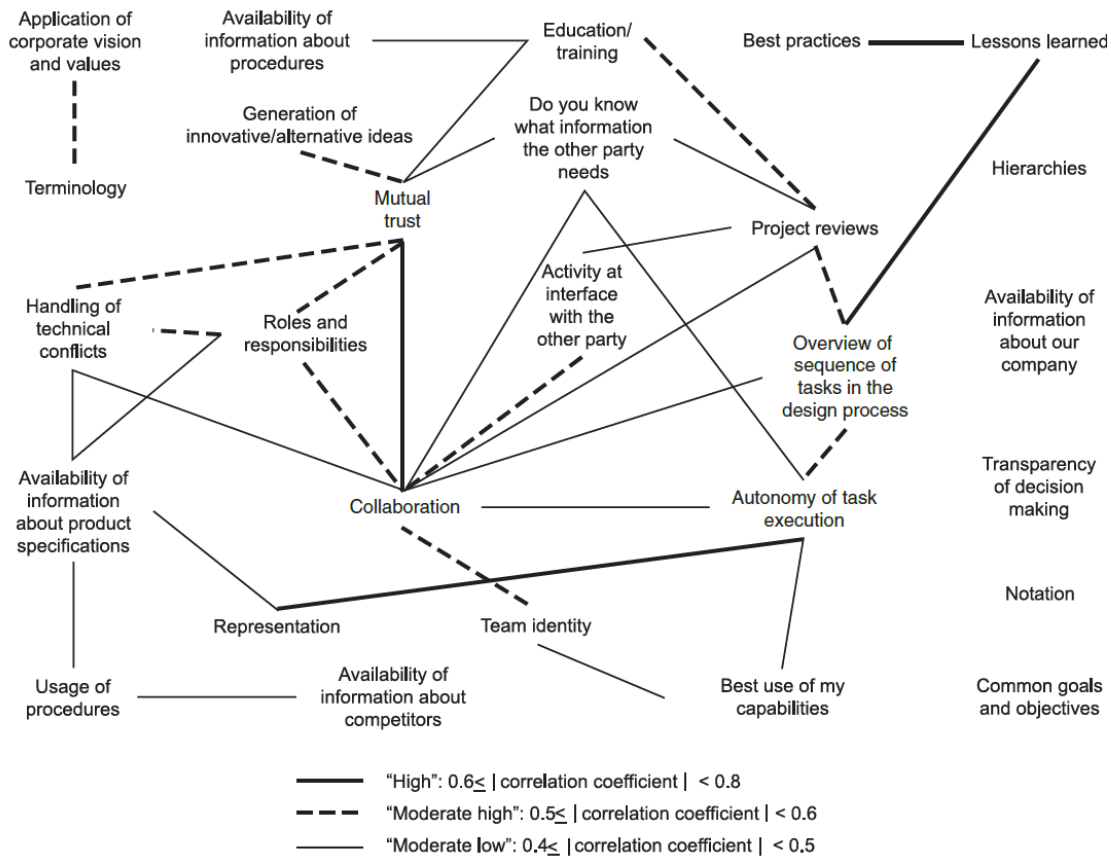 Application of
corporate vision
and values
Availability of
information about
procedures
Education/
training
Best practices
Lessons learned
Generation of
innovative/alternative ideas
Do you know
what information
the other party
needs
Hierarchies
Terminology
Mutual
trust
Project reviews
Handling of
technical
conflicts
Roles and
responsibilities
Activity at
interface
with the
other party
Overview of
sequence of
tasks in the
design process
Availability of
information
about our
company
Availability of
information
about product
specifications
Collaboration
Autonomy of task
execution
Transparency
of decision
making
Representation
Team identity
Notation
Usage of
procedures
Availability of
information about
competitors
Best use of my
capabilities
Common goals
and objectives
“High”: 0.6≤ | correlation coefficient | < 0.8
“Moderate high”: 0.5≤ | correlation coefficient | < 0.6
“Moderate low”: 0.4≤ | correlation coefficient | < 0.5